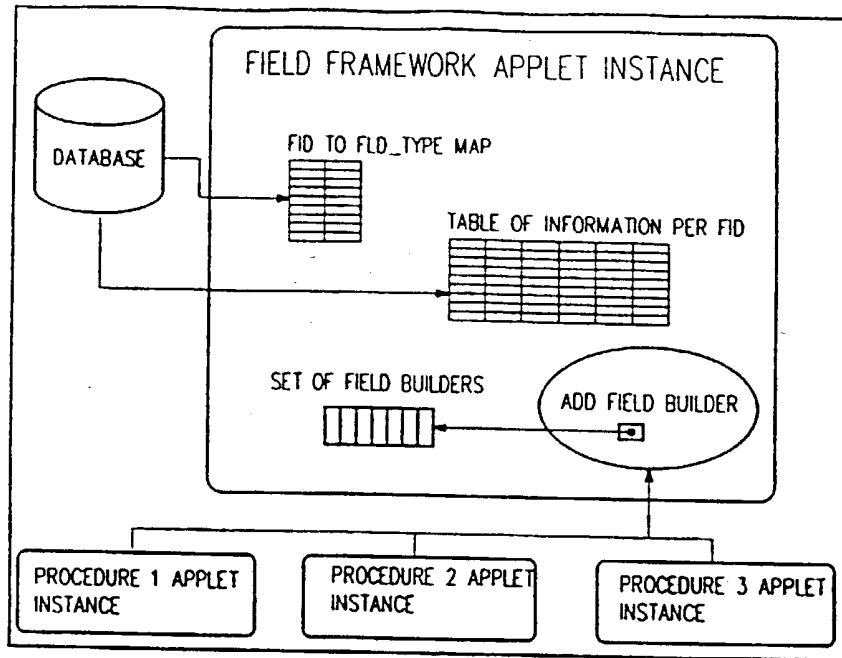 FIELD FRAMEWORK APPLET INSTANCE
DATABASE
FID TO FLD_TYPE MAP
TABLE OF INFORMATION PER FID
SET OF FIELD BUILDERS
ADD FIELD BUILDER
PROCEDURE 1 APPLET
INSTANCE
PROCEDURE 2 APPLET
INSTANCE
PROCEDURE 3 APPLET
INSTANCE